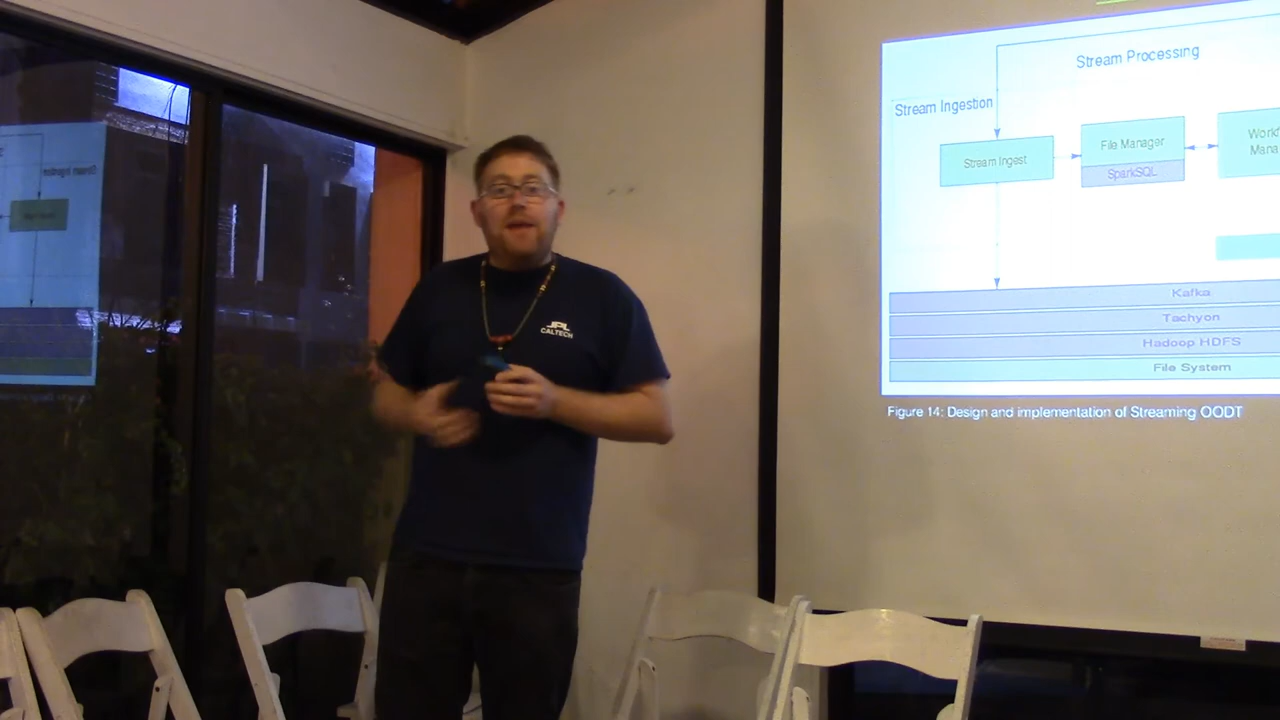 Stream Processing
Stream Ingestion
Stream Ingest
File Manager
SparkSQL
Kafka
Tachyon
Hadoop HDFS
File System
Figure 14: Design and implementation of Streaming OODT
JPL
CALTECH